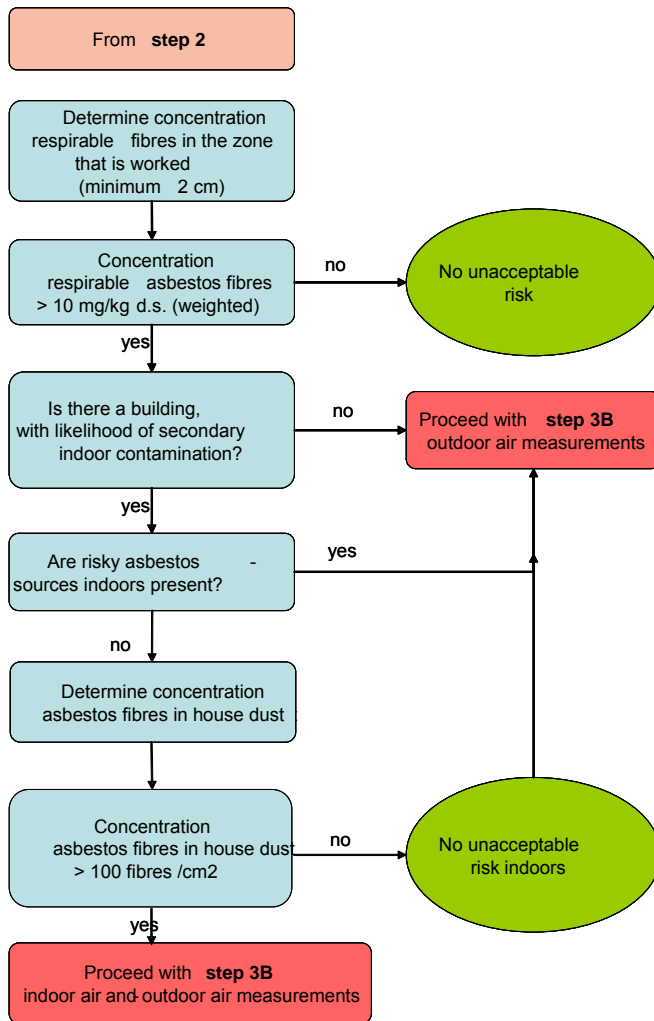 From step 2
Determine concentration
respirable fibres in the zone
that is worked
(minimum 2 cm)
Concentration
respirable asbestos fibres
> 10 mg/kg d.s. (weighted)
no
No unacceptable
risk
yes
Is there a building,
with likelihood of secondary
indoor contamination?
no
Proceed with step 3B
outdoor air measurements
yes
Are risky asbestos -
sources indoors present?
yes
no
Determine concentration
asbestos fibres in house dust
Concentration
asbestos fibres in house dust
> 100 fibres /cm2
no
No unacceptable
risk indoors
yes
Proceed with step 3B
indoor air and- outdoor air measurements